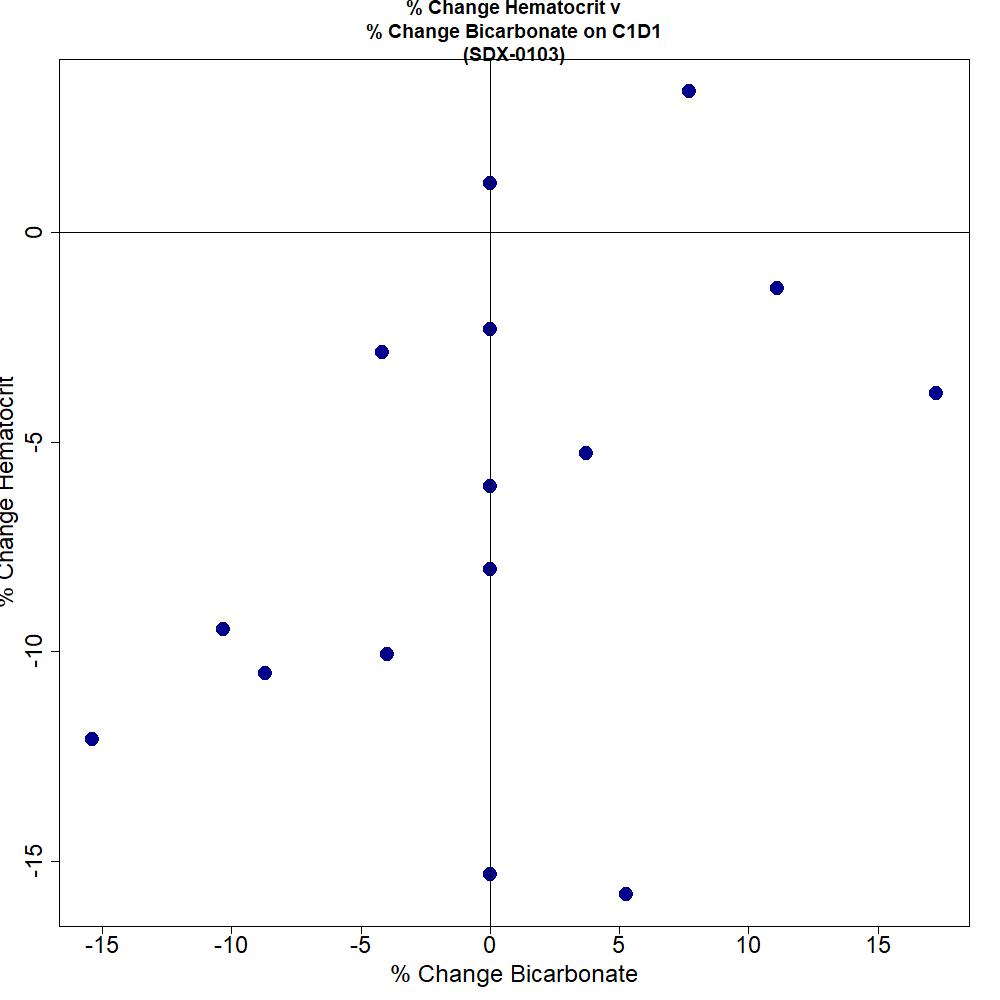 % Change Hematocrit v
% Change Bicarbonate on C1D1
(SDX-0103)
% Change Hematocrit
0
-5
-10
-15
-15
-10
-5
0
5
10
15
% Change Bicarbonate